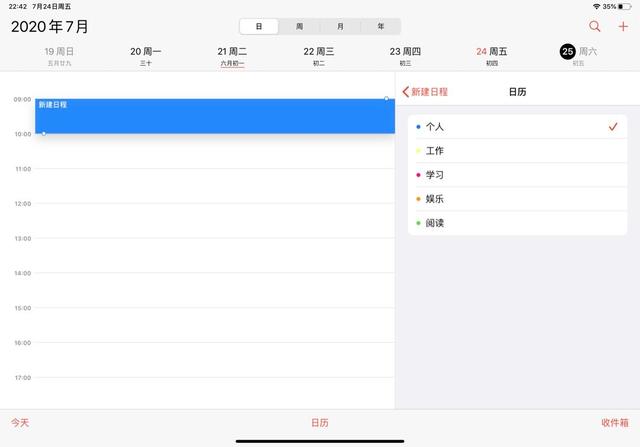 22:42 7月24日周五
35%
2020年7月
日 周 月 年
19 周日 20 周一 21 周二 22 周三 23 周四 24 周五 25 周六
五月廿九 三十 六月初一 初二 初三 初四 初五
09:00
新建日程
10:00
11:00
12:00
13:00
14:00
15:00
16:00
17:00
新建日程 日历
个人
工作
学习
娱乐
阅读
今天 日历 收件箱